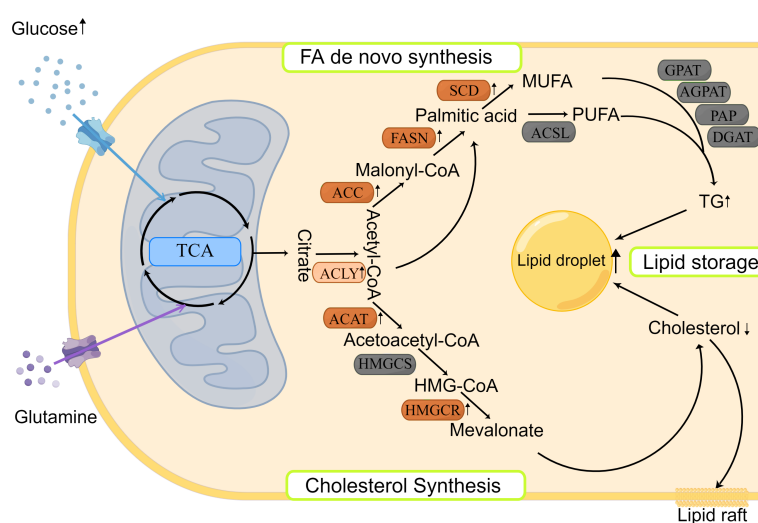 Glucose↑
FA de novo synthesis
SCD↑
MUFA
GPAT
AGPAT
PAP
DGAT
Palmitic acid
PUFA
ACSL
FASN↑
Malonyl-CoA
ACC↑
TG↑
Acetyl-CoA
Citrate
ACLY↑
TCA
Lipid droplet↑
Lipid storage
ACAT↑
Cholesterol↓
Acetoacetyl-CoA
HMGCS
HMG-CoA
HMGCR↑
Mevalonate
Glutamine
Cholesterol Synthesis
Lipid raft